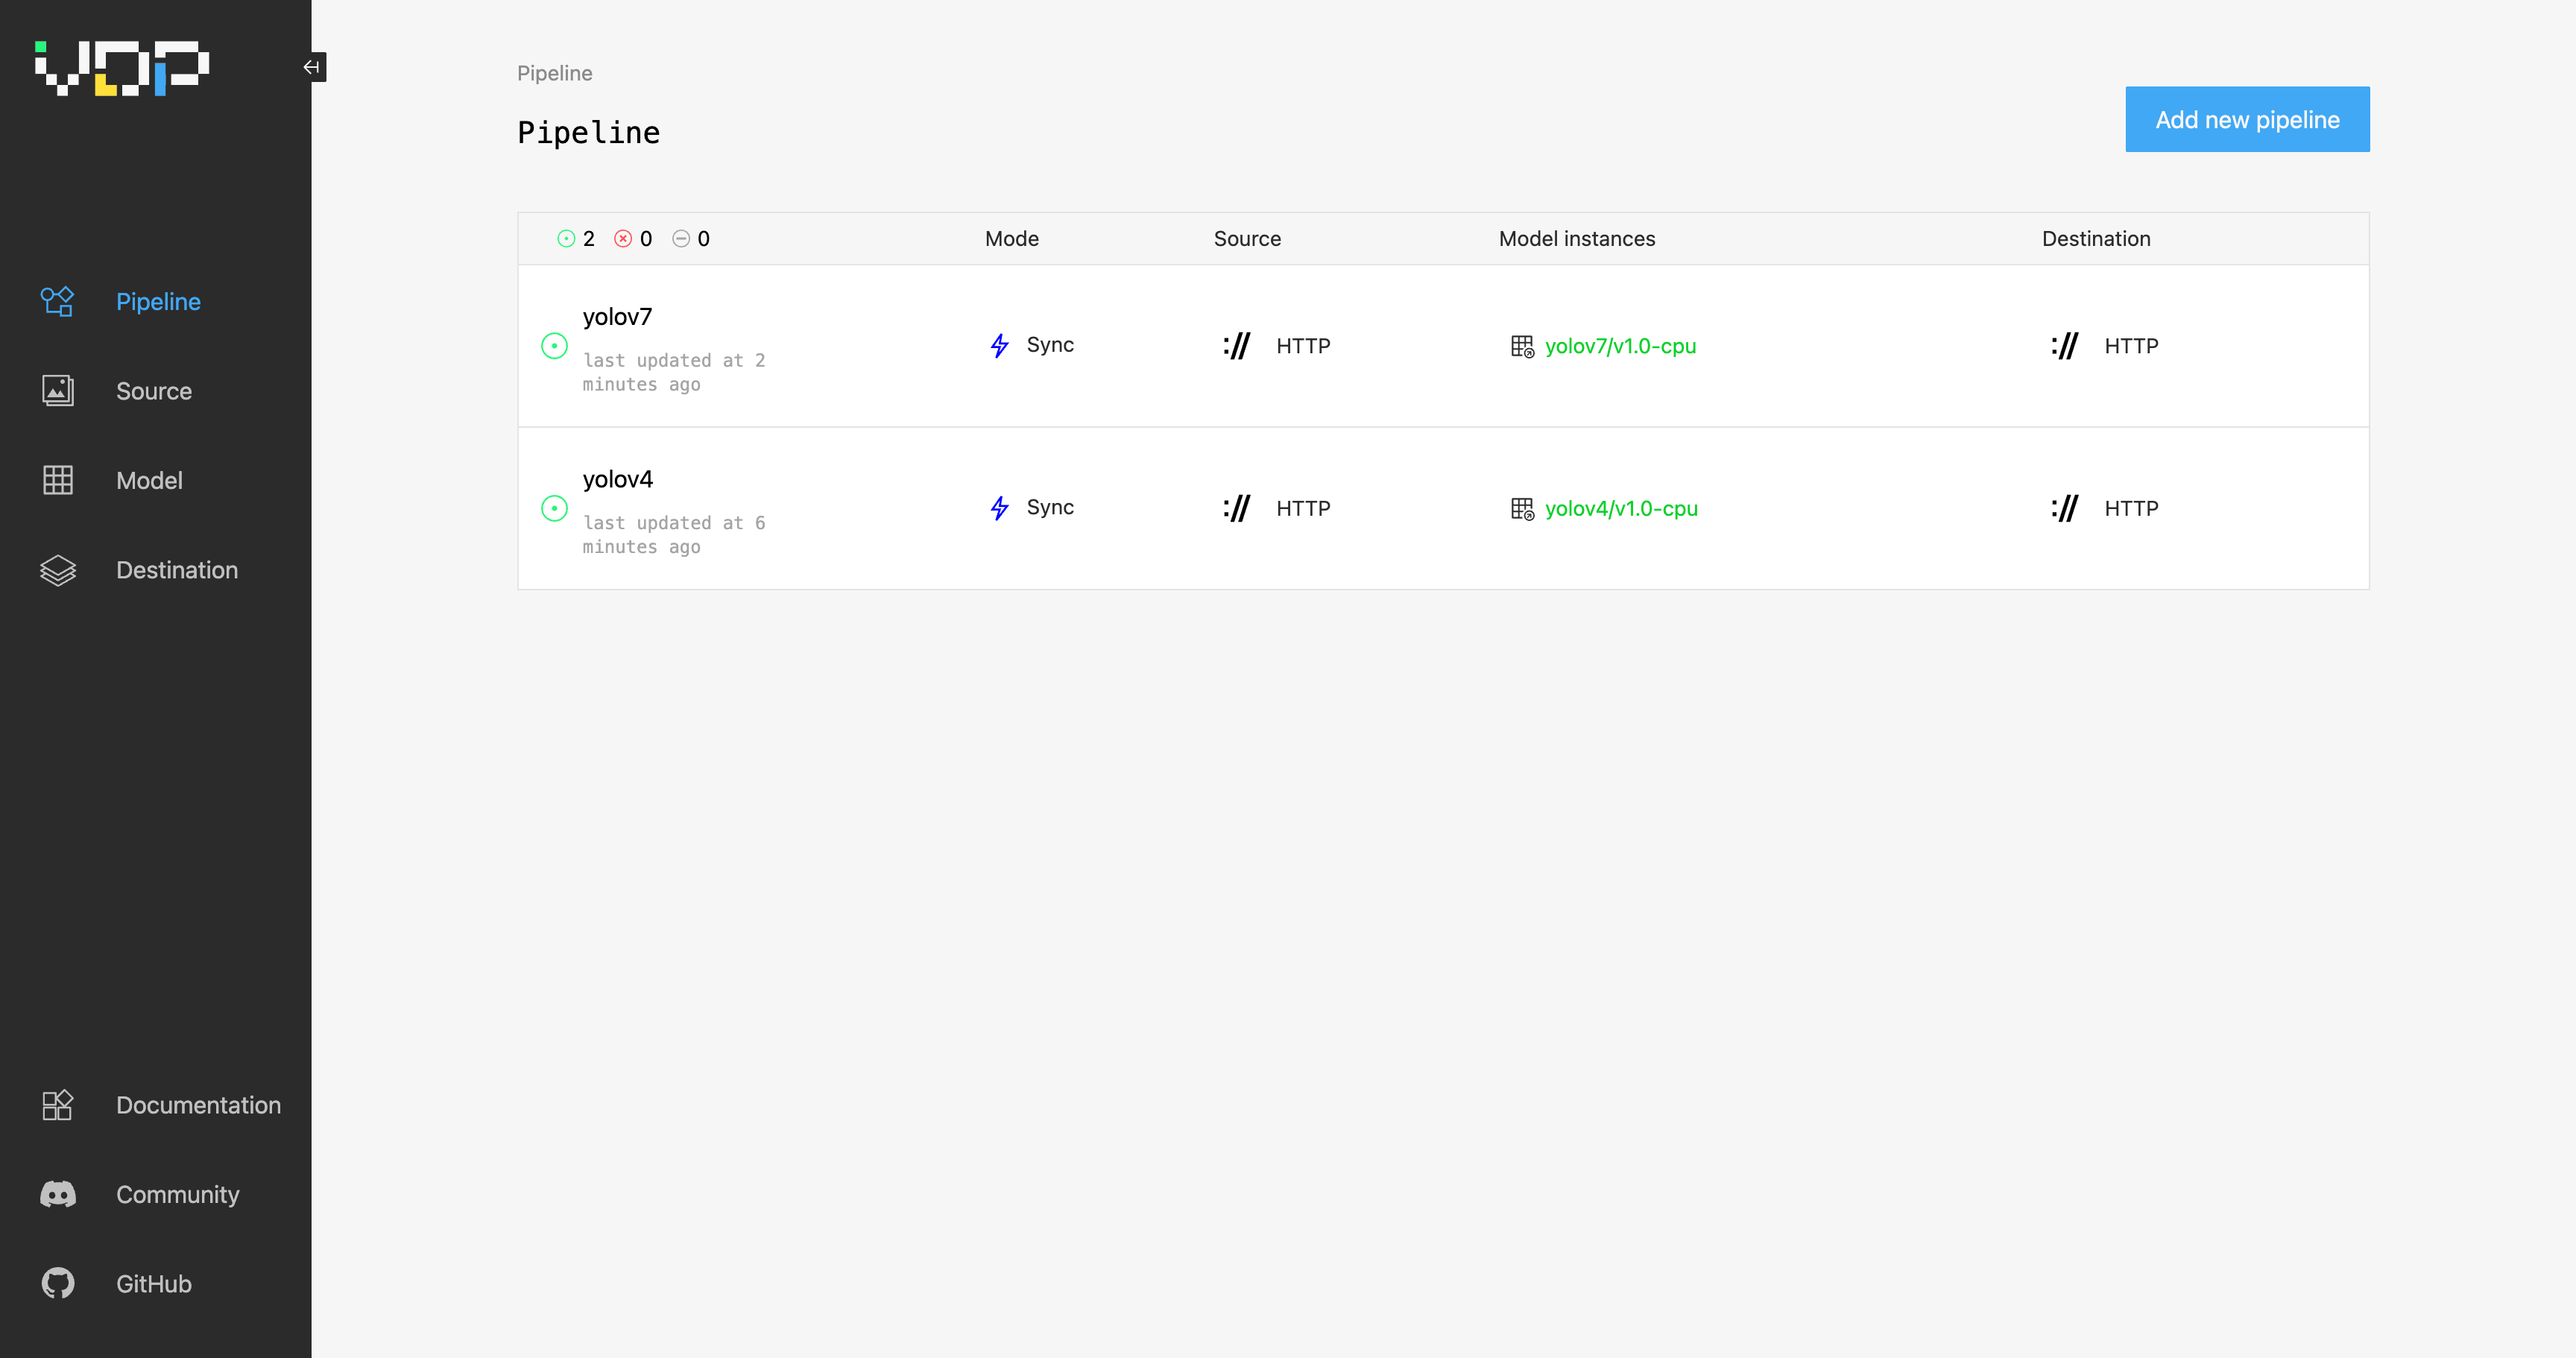 VDP
Pipeline
Source
Model
Destination
Documentation
Community
GitHub
Pipeline
Pipeline
Add new pipeline
2 0 0 Mode Source Model instances Destination
yolov7
last updated at 2
minutes ago
Sync :// HTTP yolov7/v1.0-cpu :// HTTP
yolov4
last updated at 6
minutes ago
Sync :// HTTP yolov4/v1.0-cpu :// HTTP